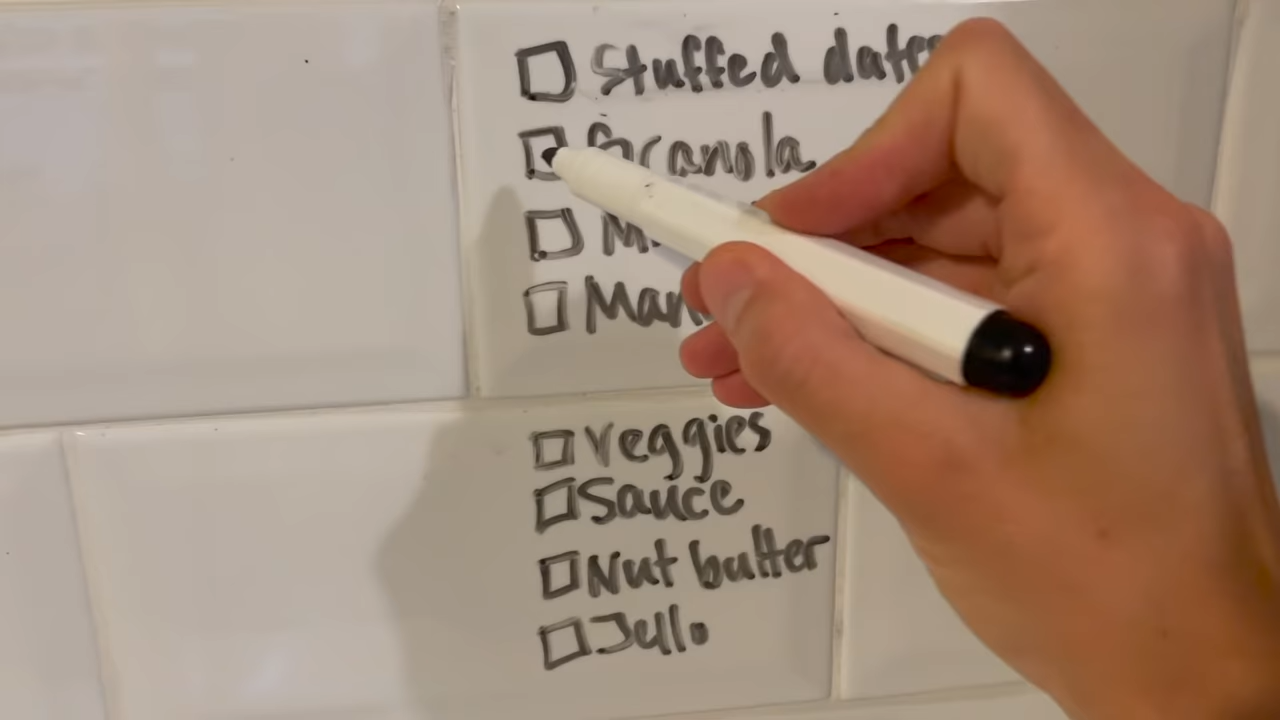 Stuffed dates
Granola
Veggies
Sauce
Nut butter
Jello